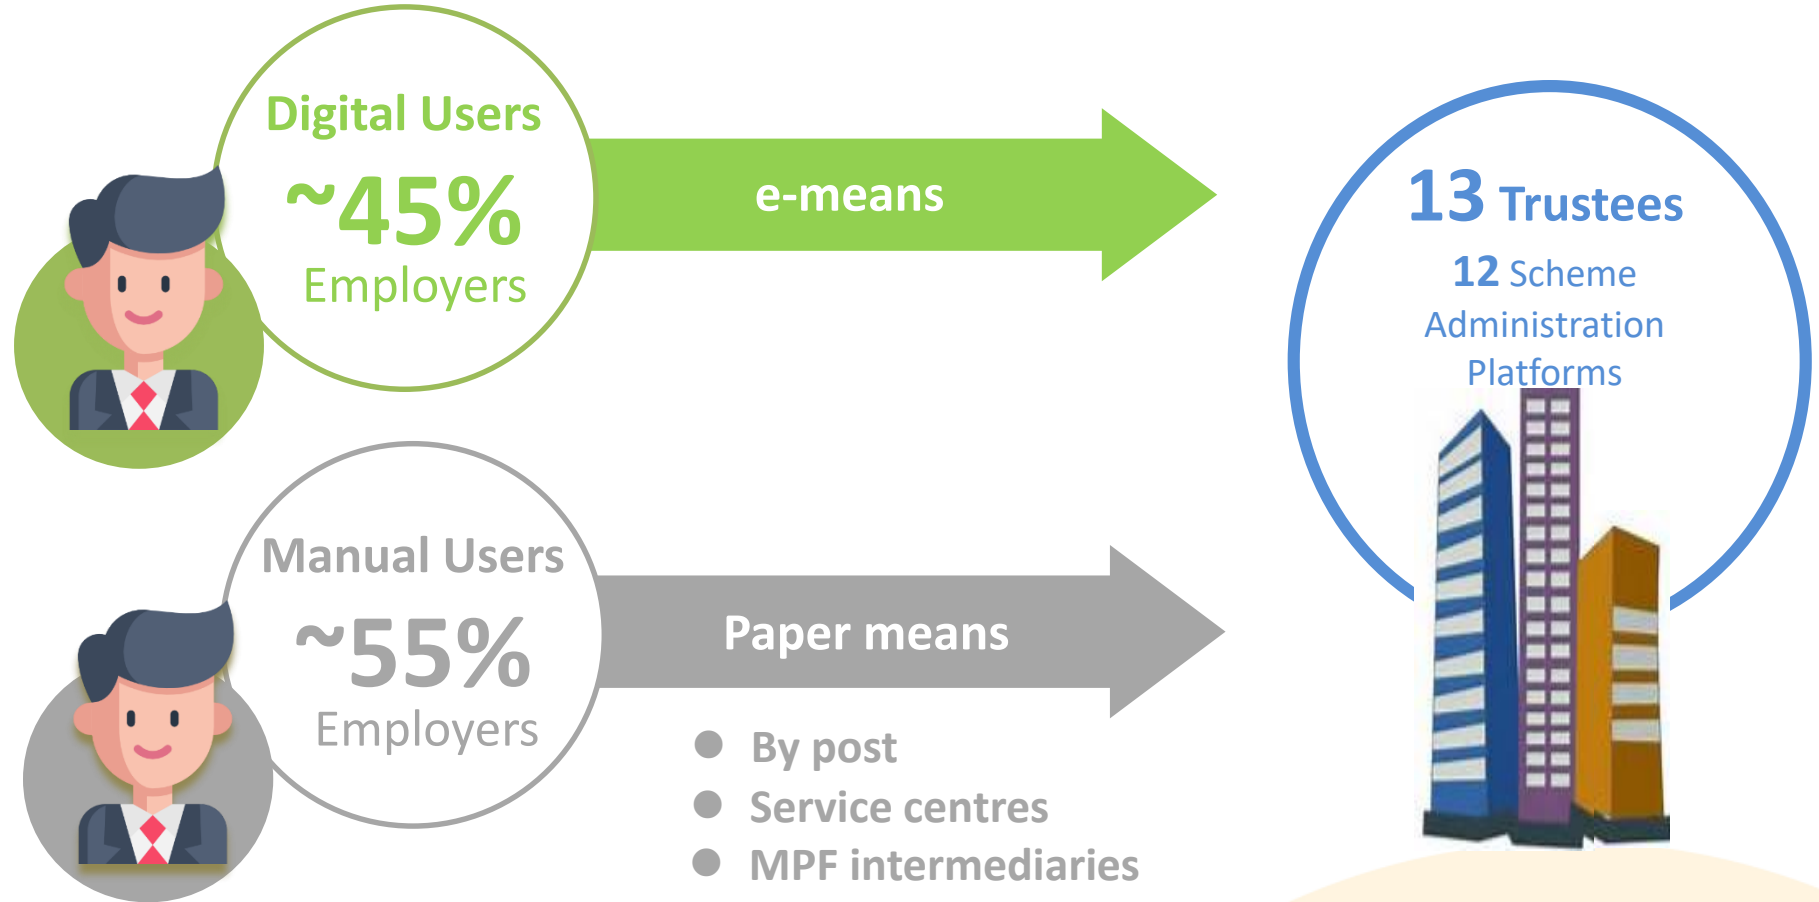 Digital Users
~45%
Employers
e-means
13 Trustees
12 Scheme
Administration
Platforms
Manual Users
~55%
Employers
Paper means
● By post
● Service centres
● MPF intermediaries